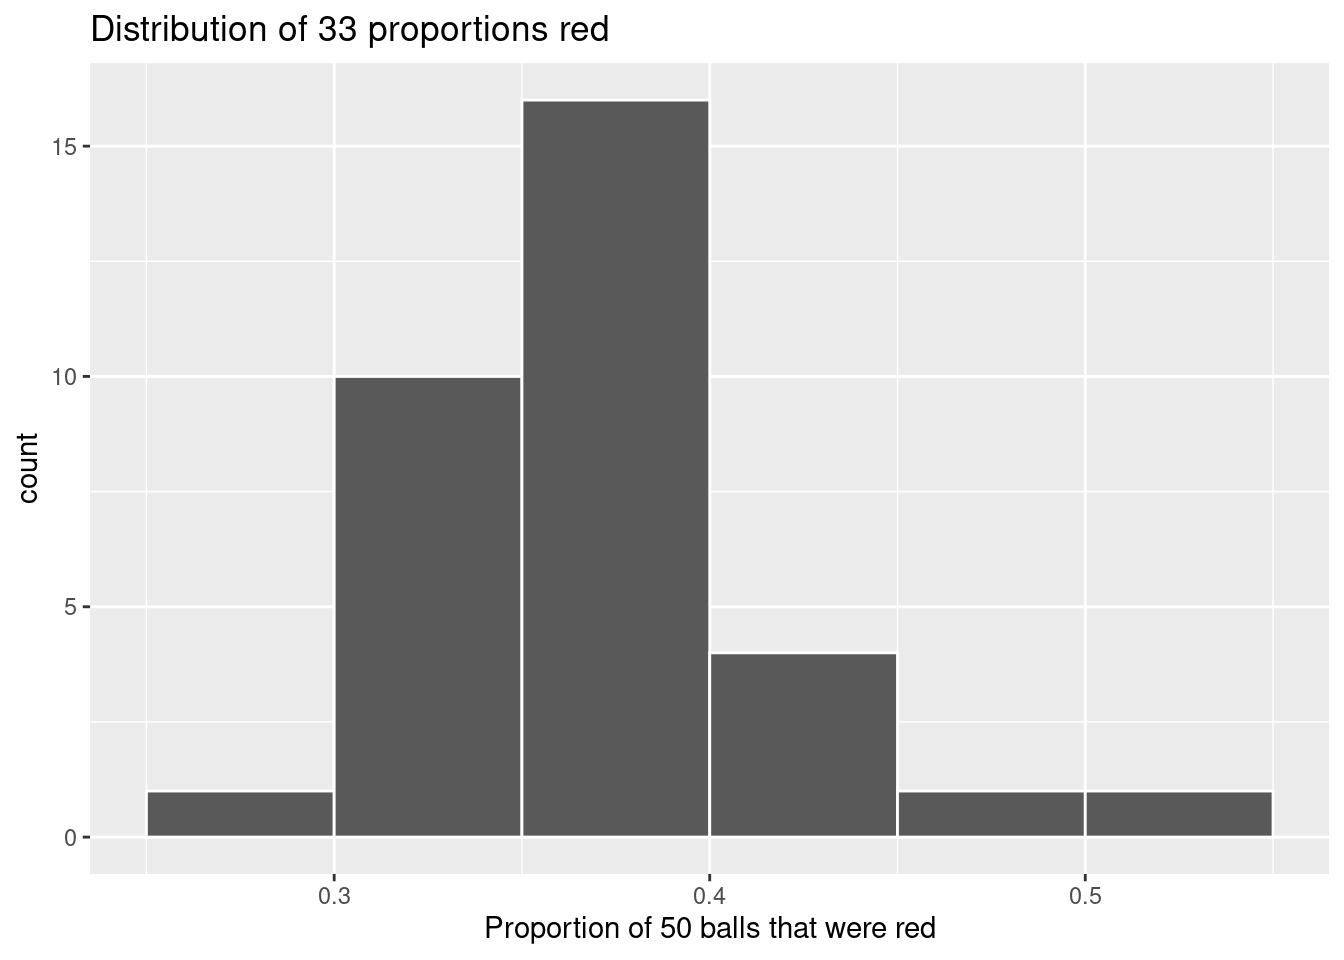 Distribution of 33 proportions red
15
10
5
0
count
0.3 0.4 0.5
Proportion of 50 balls that were red